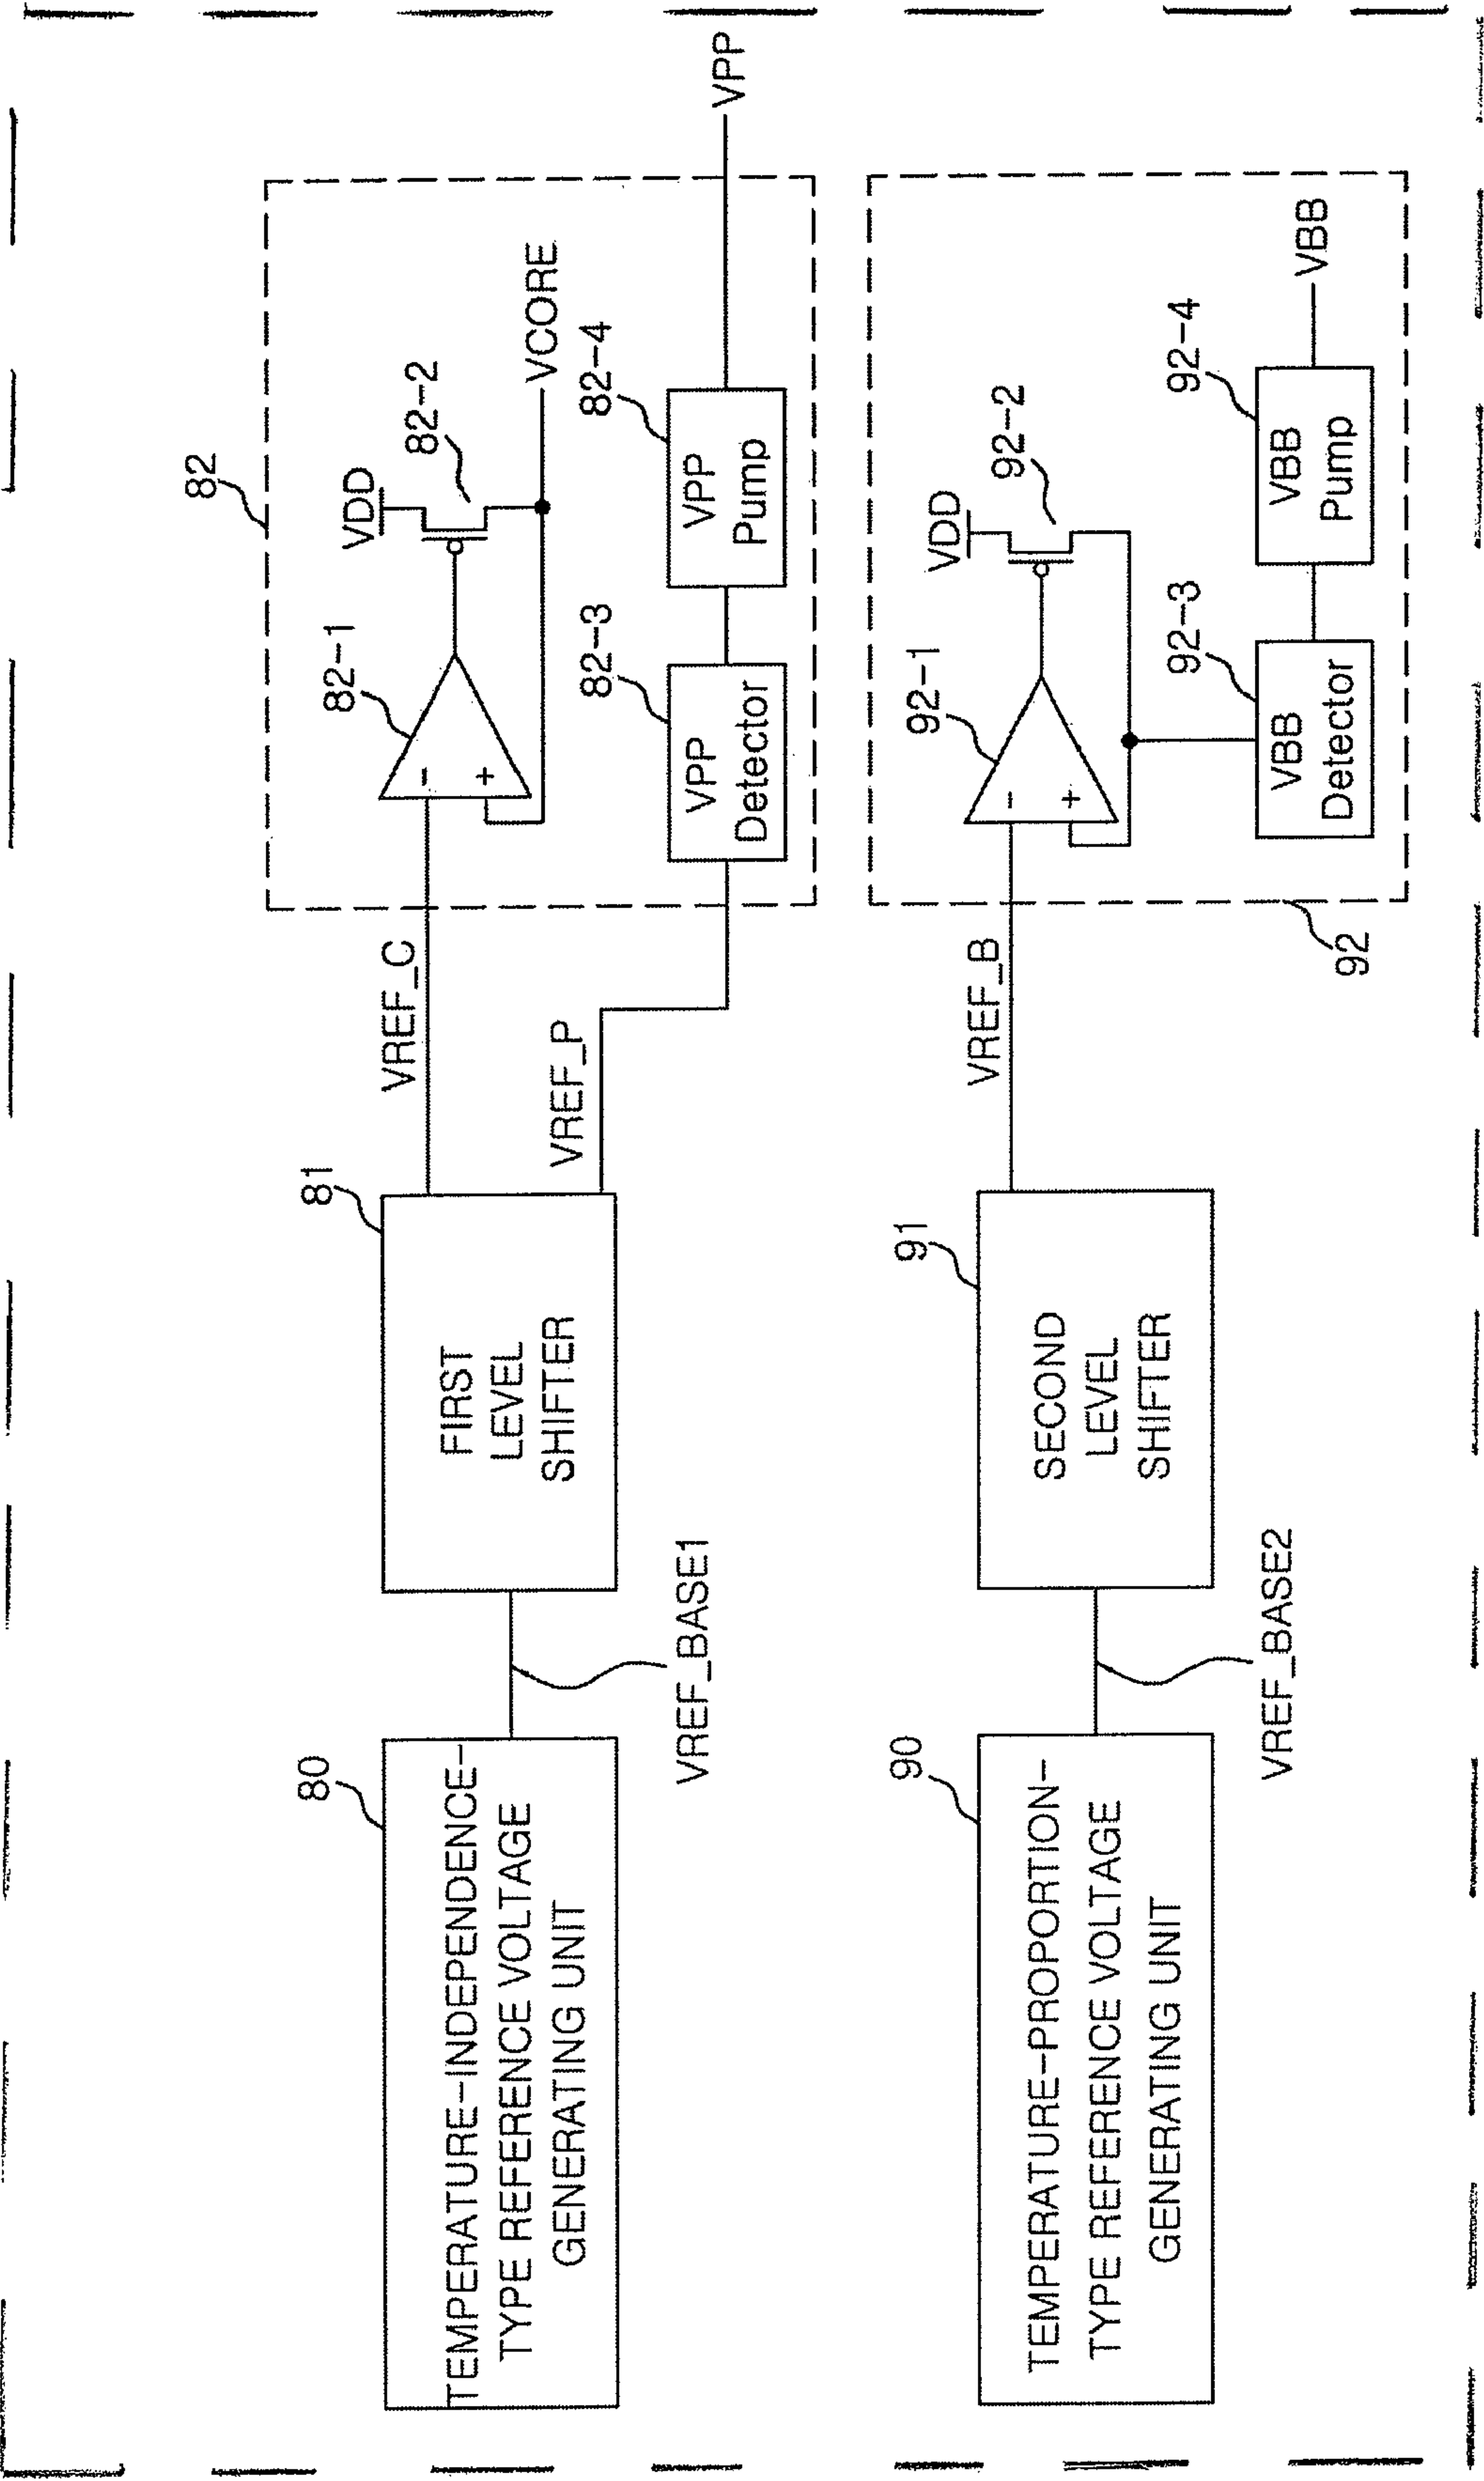 80
TEMPERATURE-INDEPENDENCE-
TYPE REFERENCE VOLTAGE
GENERATING UNIT
VREF_BASE1
81
FIRST
LEVEL
SHIFTER
VREF_C
VREF_P
82
82-1
-
+
VDD
82-2
VCORE
82-3
VPP
Detector
82-4
VPP
Pump
VPP
90
TEMPERATURE-PROPORTION-
TYPE REFERENCE VOLTAGE
GENERATING UNIT
VREF_BASE2
91
SECOND
LEVEL
SHIFTER
VREF_B
92
92-1
-
+
VDD
92-2
92-3
VBB
Detector
92-4
VBB
Pump
VBB